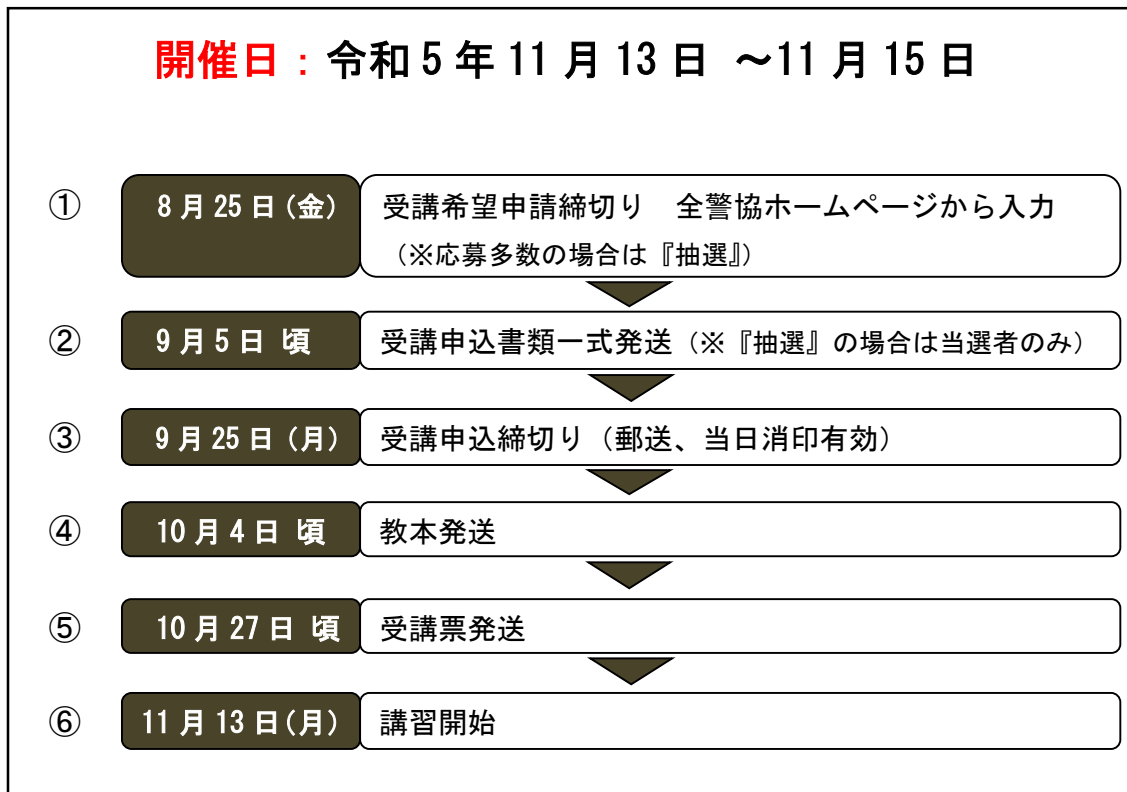 開催日：令和5年11月13日 ～11月15日
① 8月25日（金） 受講希望申請締切り　全警協ホームページから入力
（※応募多数の場合は『抽選』）
② 9月5日 頃 受講申込書類一式発送（※『抽選』の場合は当選者のみ）
③ 9月25日（月） 受講申込締切り（郵送、当日消印有効）
④ 10月4日 頃 教本発送
⑤ 10月27日 頃 受講票発送
⑥ 11月13日（月） 講習開始